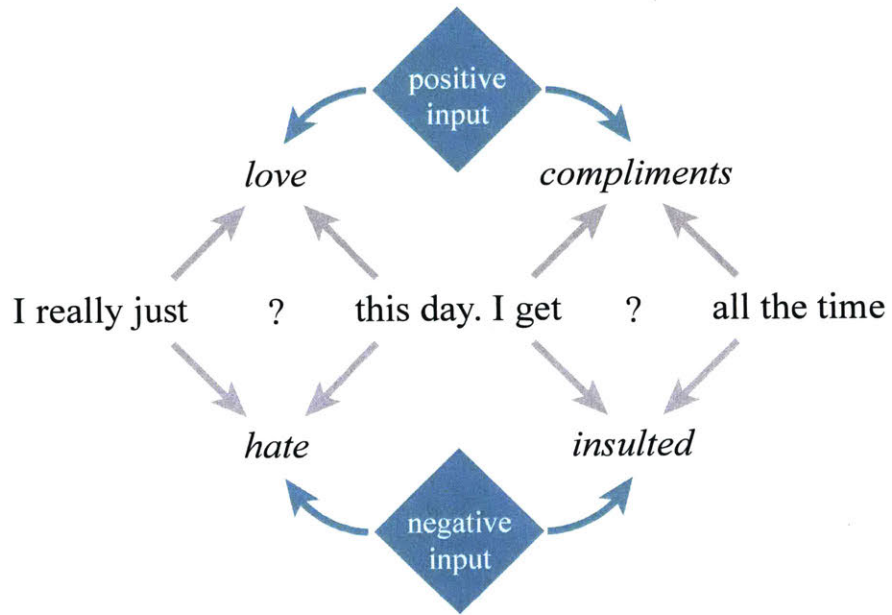 positive
input
love
compliments
I really just ? this day. I get ? all the time
hate
insulted
negative
input